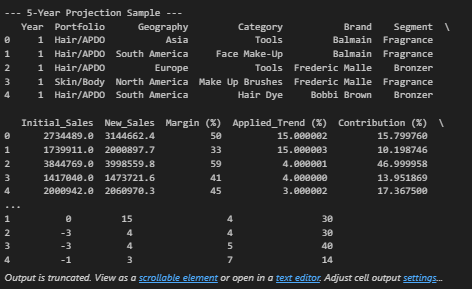 --- 5-Year Projection Sample ---
Year Portfolio Geography Category Brand Segment \
0 1 Hair/APDO Asia Tools Balmain Fragrance
1 1 Hair/APDO South America Face Make-Up Balmain Fragrance
2 1 Hair/APDO Europe Tools Frederic Malle Bronzer
3 1 Skin/Body North America Make Up Brushes Frederic Malle Fragrance
4 1 Hair/APDO South America Hair Dye Bobbi Brown Bronzer
Initial_Sales New_Sales Margin (%) Applied_Trend (%) Contribution (%) \
0 2734489.0 3144662.4 50 15.000002 15.799760
1 1739911.0 2000897.7 33 15.000003 10.198746
2 3844769.0 3998559.8 59 4.000001 46.999958
3 1417040.0 1473721.6 41 4.000000 13.951869
4 2000942.0 2060970.3 45 3.000002 17.367500
...
1 0 15 4 30
2 -3 4 4 30
3 -3 4 5 40
4 -1 3 7 14
Output is truncated. View as a scrollable element or open in a text editor. Adjust cell output settings...